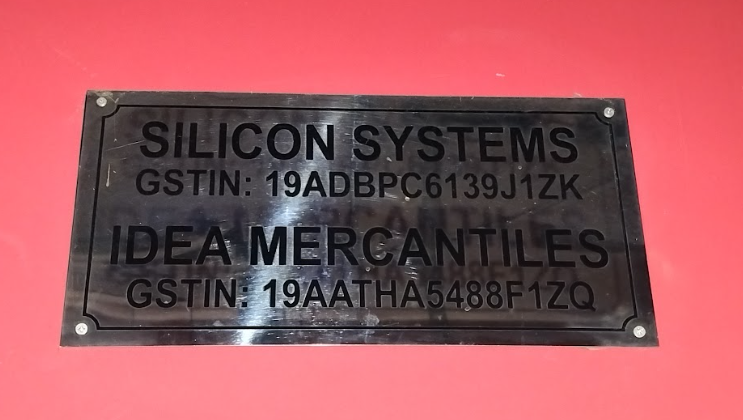 SILICON SYSTEMS
GSTIN: 19ADBPC6139J1ZK
IDEA MERCANTILES
GSTIN: 19AATHA5488F1ZQ